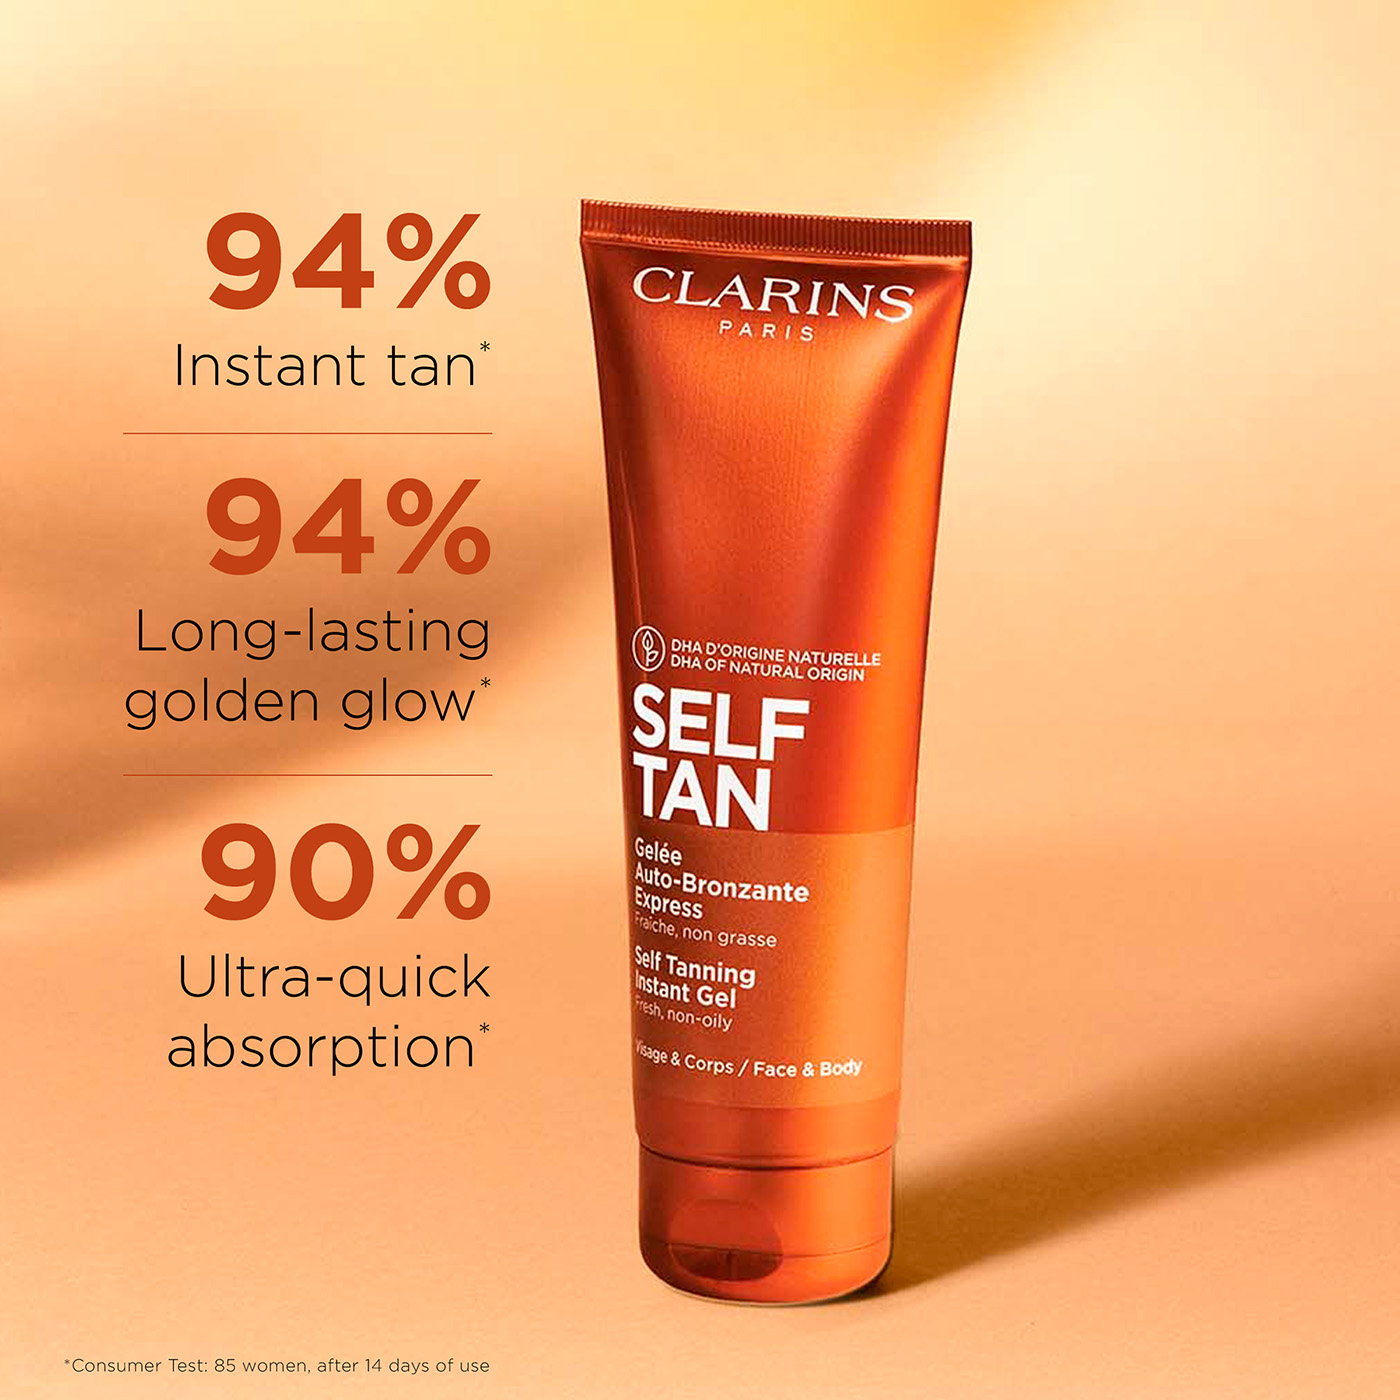 94%
Instant tan*
94%
Long-lasting
golden glow*
90%
Ultra-quick
absorption*
CLARINS
PARIS
DHA D'ORIGINE NATURELLE
DHA OF NATURAL ORIGIN
SELF
TAN
Gelée
Auto-Bronzante
Express
Fraîche, non grasse
Self Tanning
Instant Gel
Fresh, non-oily
Visage & Corps / Face & Body
*Consumer Test: 85 women, after 14 days of use